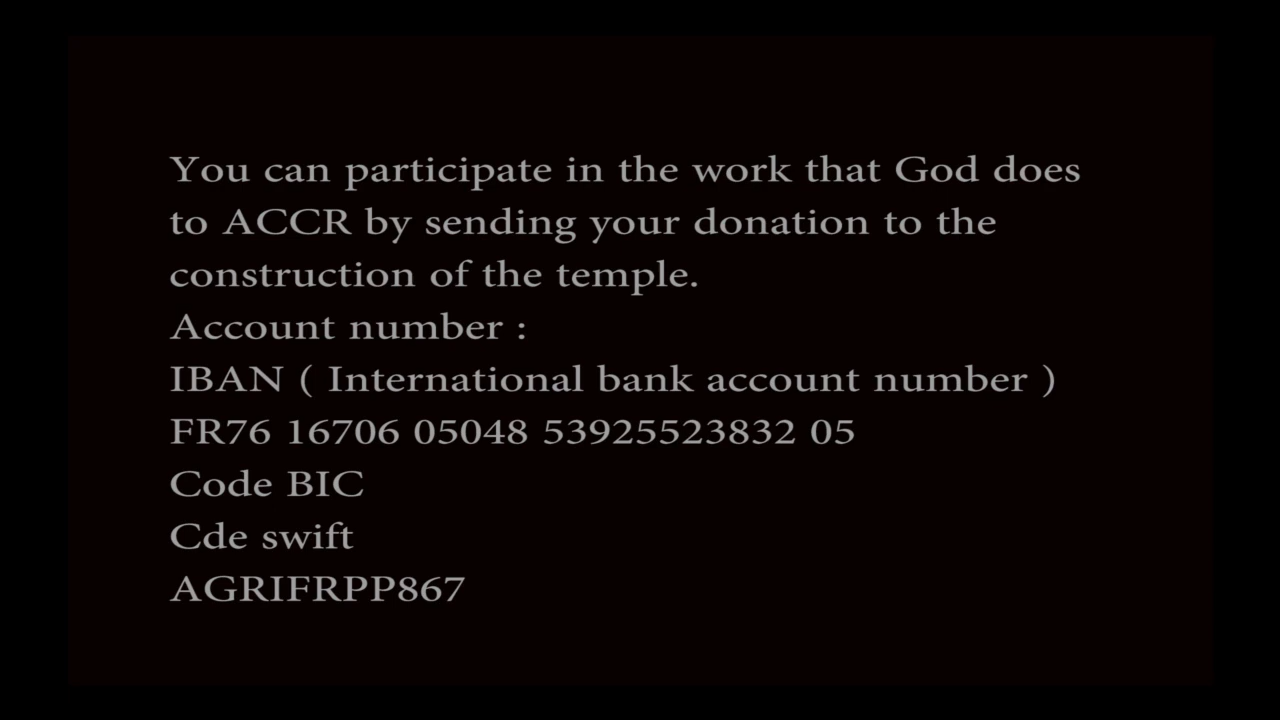 You can participate in the work that God does
to ACCR by sending your donation to the
construction of the temple.
Account number :
IBAN ( International bank account number )
FR76 16706 05048 53925523832 05
Code BIC
Cde swift
AGRIFRPP867